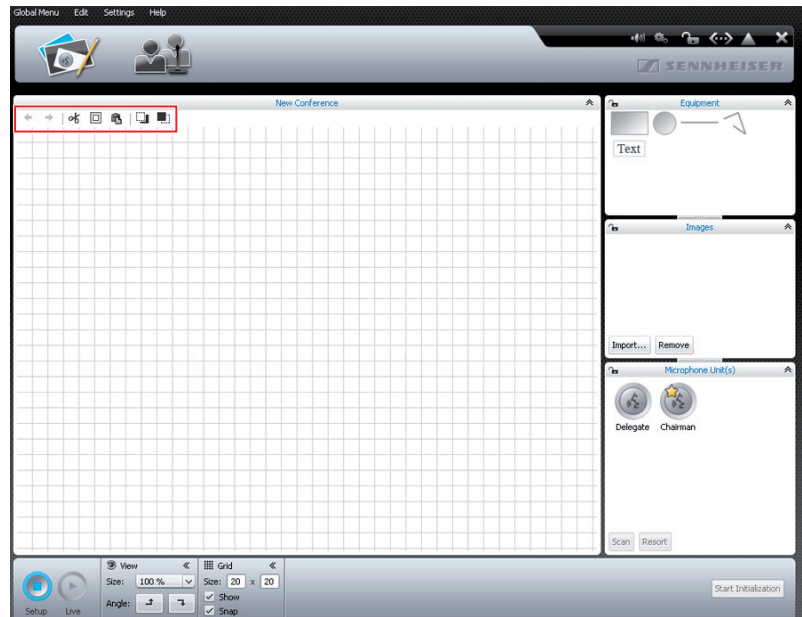 Global Menu Edit Settings Help
SENNHEISER
New Conference
Equipment
Text
Images
Import... Remove
Microphone Unit(s)
Delegate Chairman
Scan Resort
View
Size: 100 %
Angle:
Grid
Size: 20 x 20
Show
Snap
Setup Live
Start Initialization